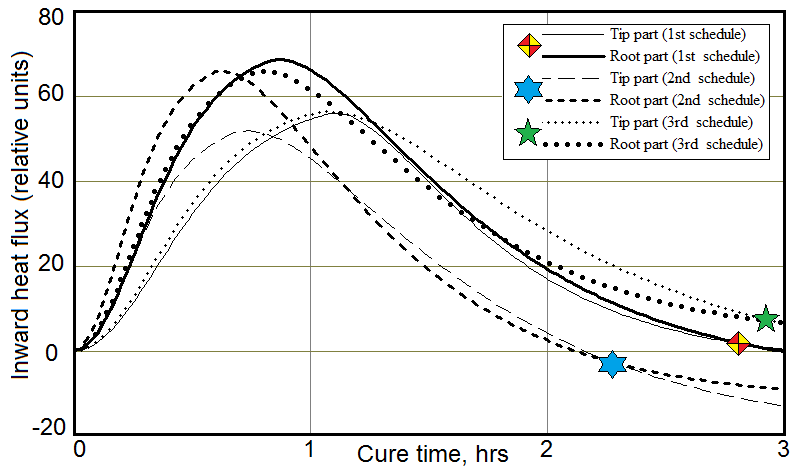 80
60
40
20
0
-20
Inward heat flux (relative units)
Tip part (1st schedule)
Root part (1st schedule)
Tip part (2nd schedule)
Root part (2nd schedule)
Tip part (3rd schedule)
Root part (3rd schedule)
0 1 2 3
Cure time, hrs